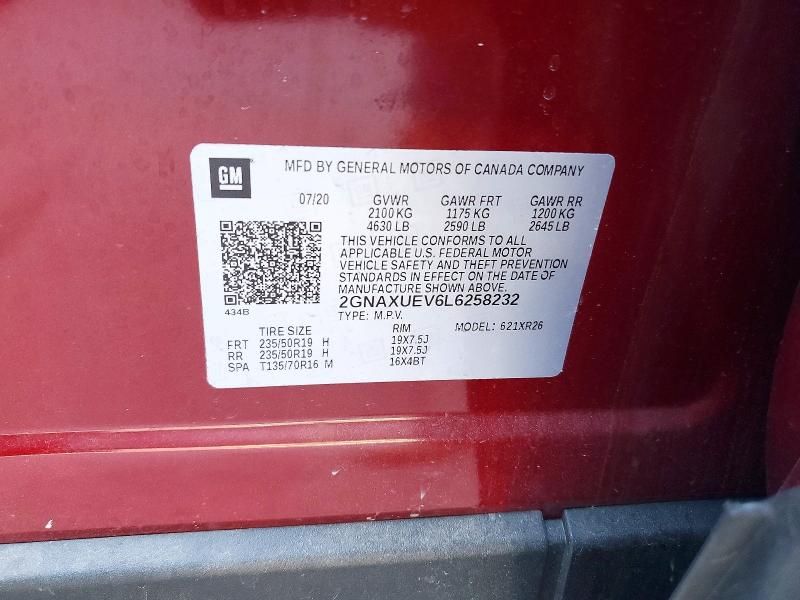 GM
MFD BY GENERAL MOTORS OF CANADA COMPANY
07/20 GVWR GAWR FRT GAWR RR
2100 KG 1175 KG 1200 KG
4630 LB 2590 LB 2645 LB
THIS VEHICLE CONFORMS TO ALL
APPLICABLE U.S. FEDERAL MOTOR
VEHICLE SAFETY AND THEFT PREVENTION
STANDARDS IN EFFECT ON THE DATE OF
MANUFACTURE SHOWN ABOVE.
2GNAXUEV6L6258232
434B
TYPE: M.P.V. MODEL: 621XR26
TIRE SIZE RIM
FRT 235/50R19 H 19X7.5J
RR 235/50R19 H 19X7.5J
SPA T135/70R16 M 16X4BT